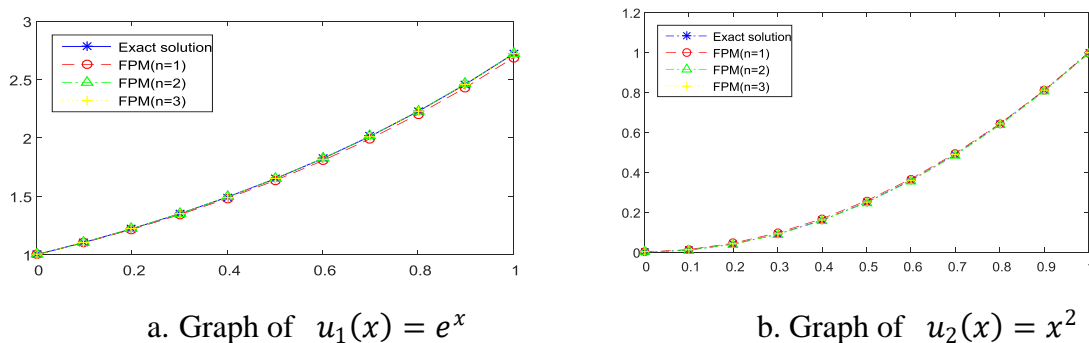 3
2.5
2
1.5
1
0 0.2 0.4 0.6 0.8 1
Exact solution
FPM(n=1)
FPM(n=2)
FPM(n=3)
a. Graph of u₁(x) = eˣ
1.2
1
0.8
0.6
0.4
0.2
0
0 0.1 0.2 0.3 0.4 0.5 0.6 0.7 0.8 0.9 1
Exact solution
FPM(n=1)
FPM(n=2)
FPM(n=3)
b. Graph of u₂(x) = x²